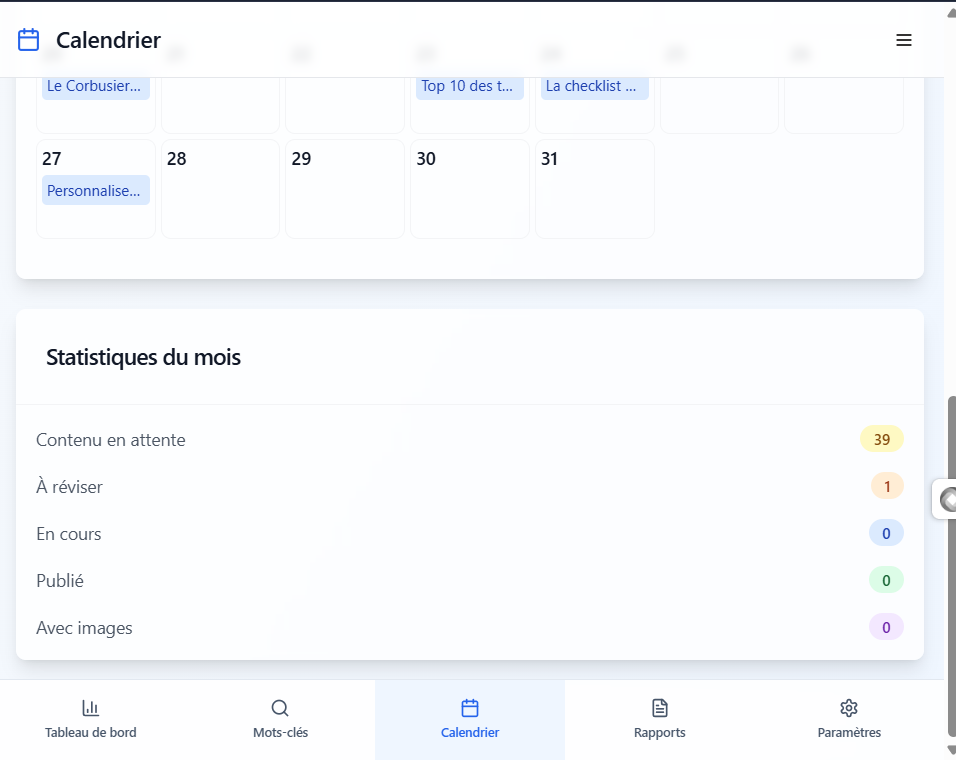 Calendrier
Le Corbusier...
Top 10 des t...
La checklist ...
27
28
29
30
31
Personnalise...
Statistiques du mois
Contenu en attente
39
À réviser
1
En cours
0
Publié
0
Avec images
0
Tableau de bord
Mots-clés
Calendrier
Rapports
Paramètres